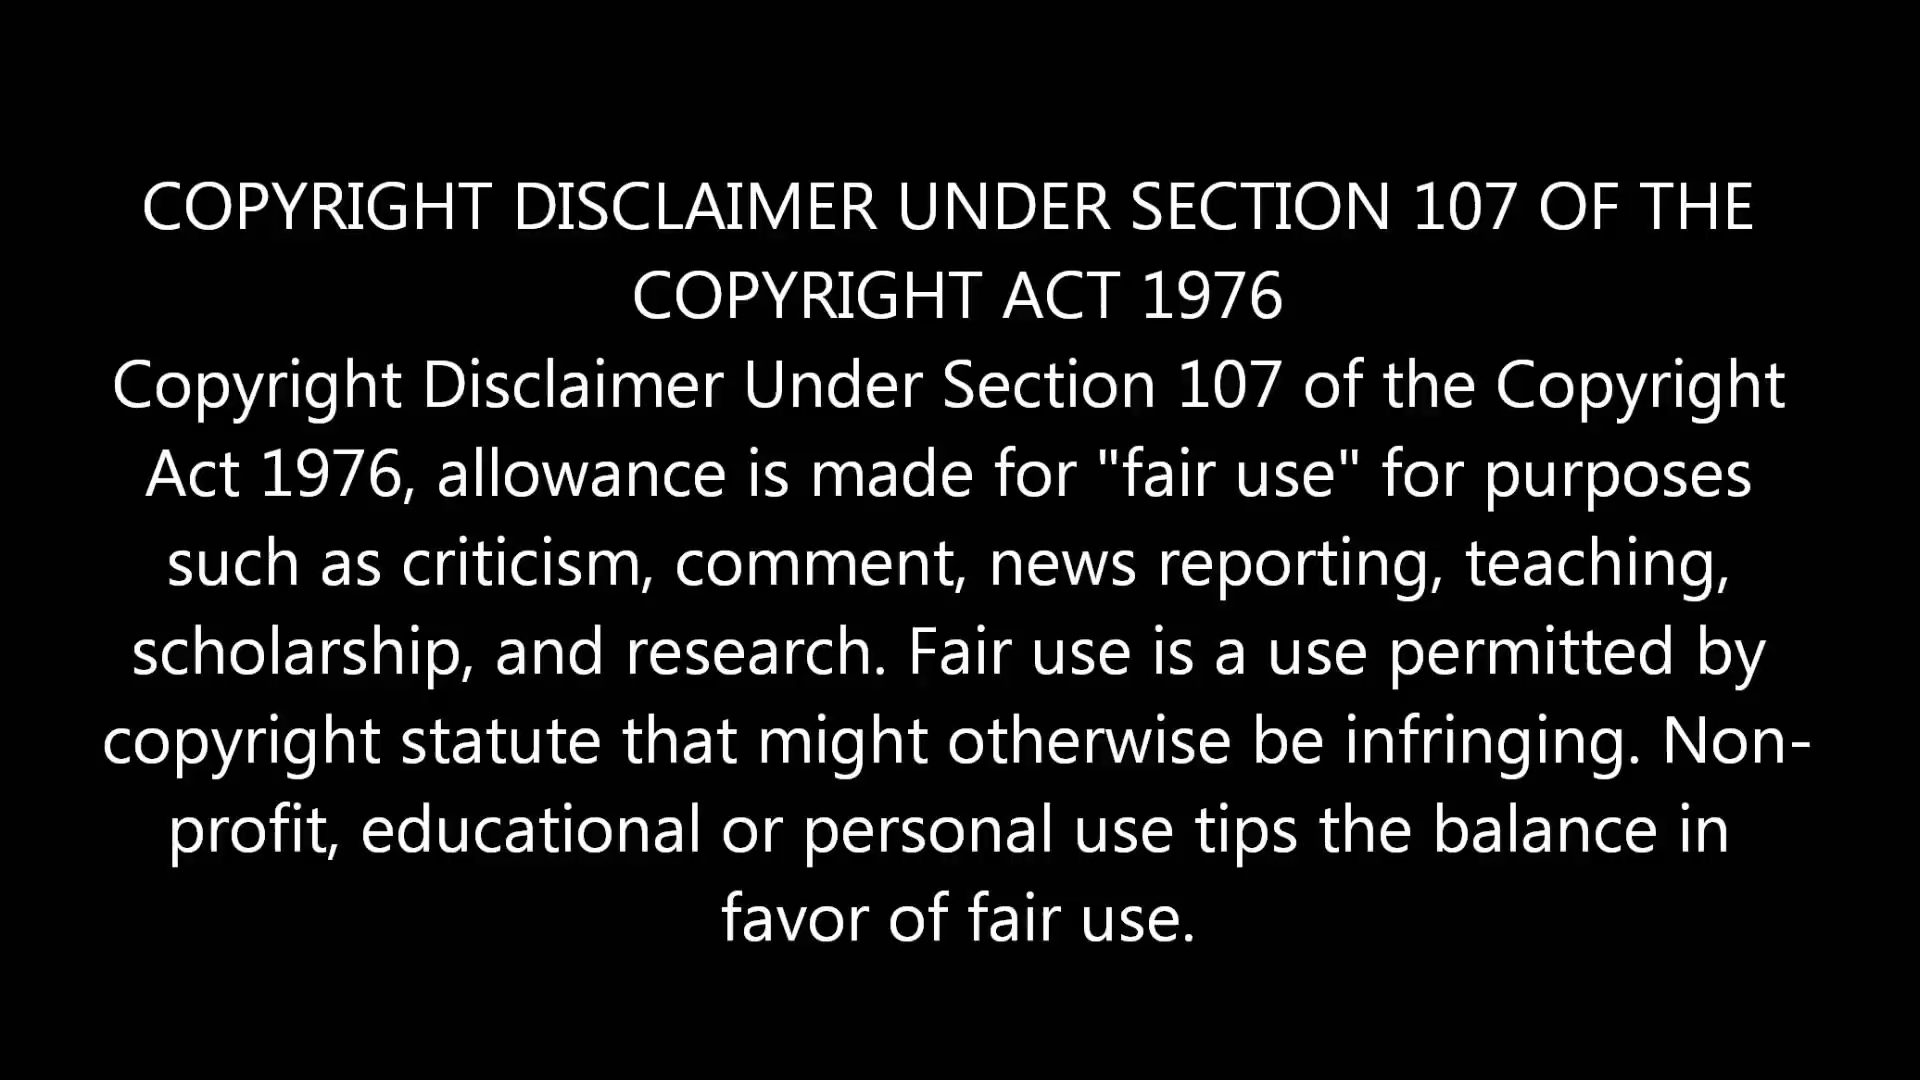 COPYRIGHT DISCLAIMER UNDER SECTION 107 OF THE
COPYRIGHT ACT 1976
Copyright Disclaimer Under Section 107 of the Copyright
Act 1976, allowance is made for "fair use" for purposes
such as criticism, comment, news reporting, teaching,
scholarship, and research. Fair use is a use permitted by
copyright statute that might otherwise be infringing. Non-
profit, educational or personal use tips the balance in
favor of fair use.